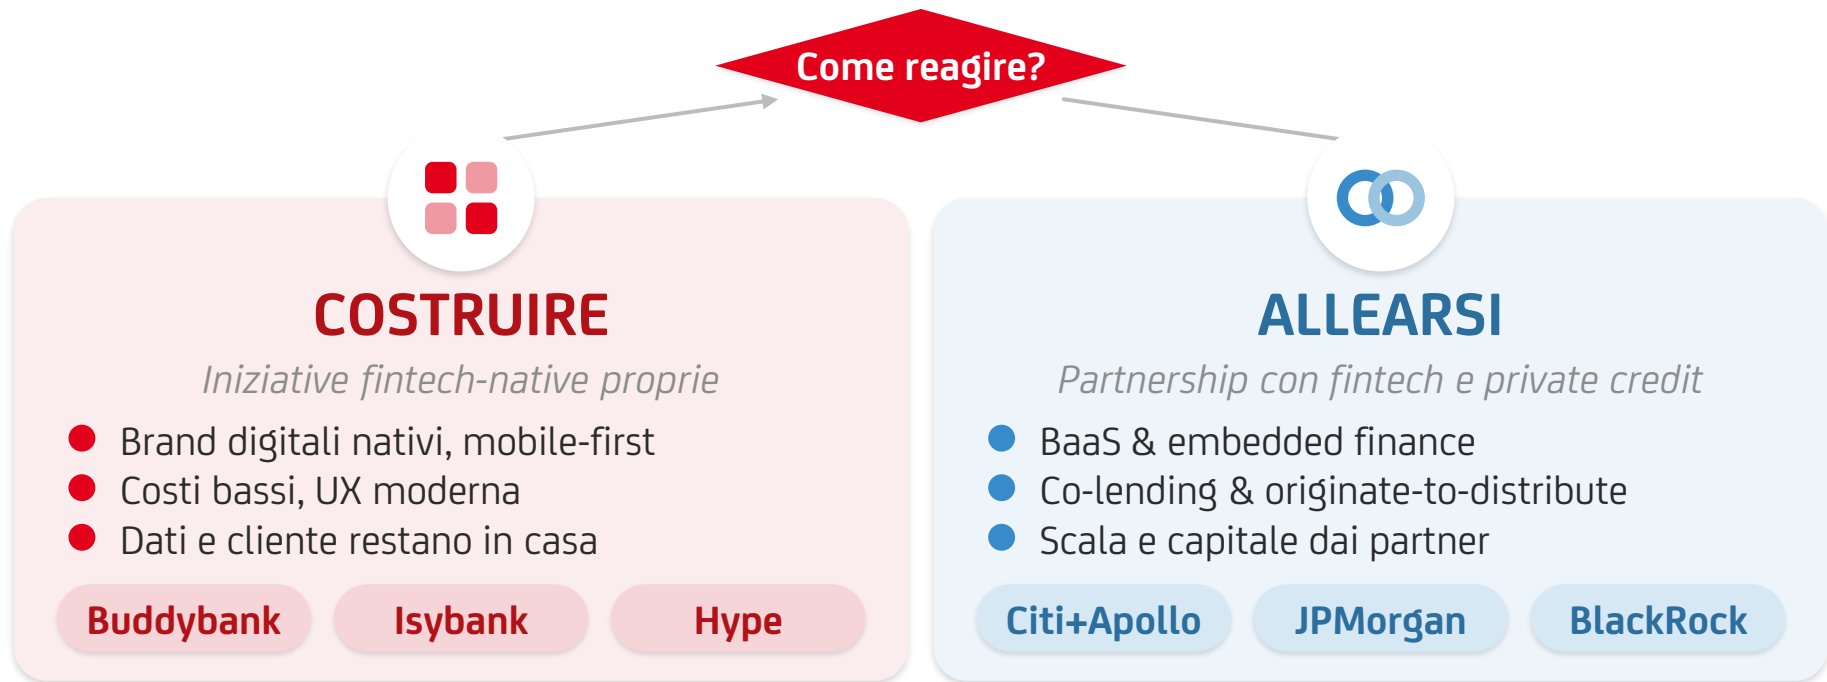 Come reagire?
COSTRUIRE
Iniziative fintech-native proprie
Brand digitali nativi, mobile-first
Costi bassi, UX moderna
Dati e cliente restano in casa
Buddybank
Isybank
Hype
ALLEARSI
Partnership con fintech e private credit
BaaS & embedded finance
Co-lending & originate-to-distribute
Scala e capitale dai partner
Citi+Apollo
JPMorgan
BlackRock